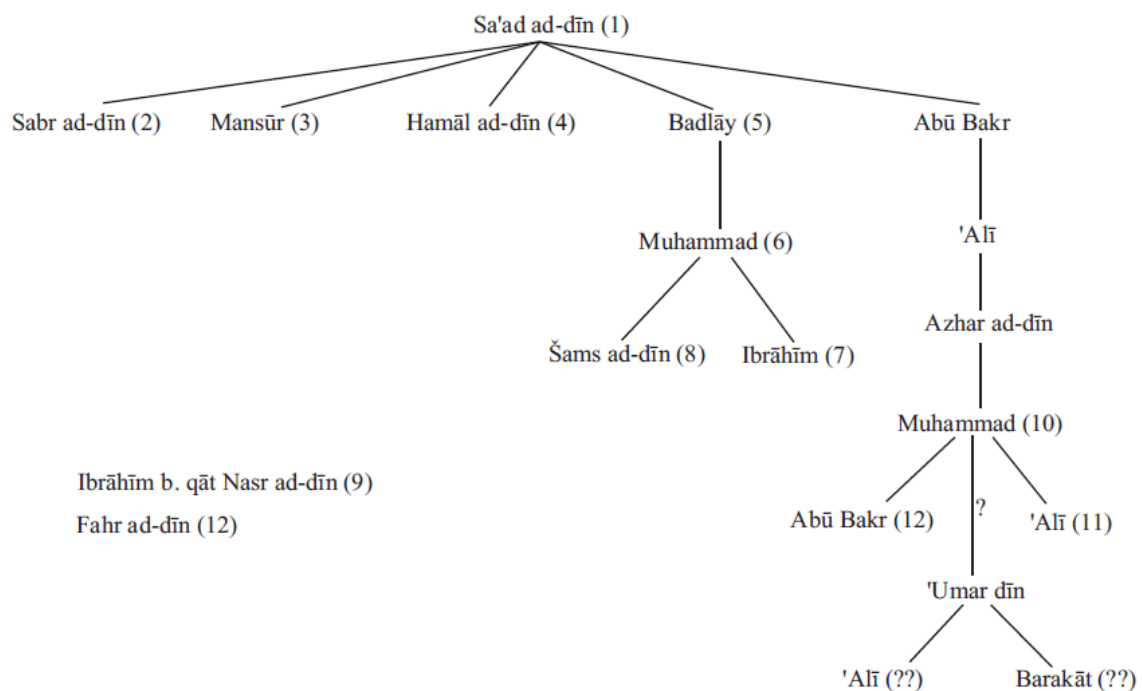 Sa'ad ad-dīn (1)
Sabr ad-dīn (2) Mansūr (3) Hamāl ad-dīn (4) Badlāy (5) Abū Bakr
Muhammad (6) 'Alī
Azhar ad-dīn
Šams ad-dīn (8) Ibrāhīm (7)
Muhammad (10)
Ibrāhīm b. qāt Nasr ad-dīn (9)
?
Fahr ad-dīn (12) Abū Bakr (12) 'Alī (11)
'Umar dīn
'Alī (??) Barakāt (??)